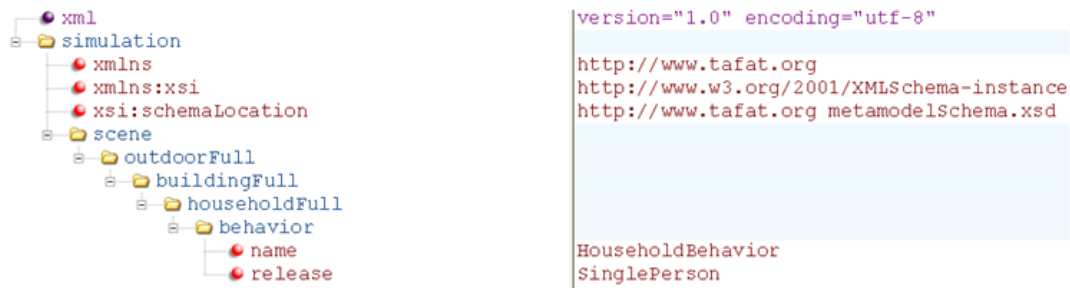 xml version="1.0" encoding="utf-8"
simulation
xmlns http://www.tafat.org
xmlns:xsi http://www.w3.org/2001/XMLSchema-instance
xsi:schemaLocation http://www.tafat.org metamodelSchema.xsd
scene
outdoorFull
buildingFull
householdFull
behavior
name HouseholdBehavior
release SinglePerson